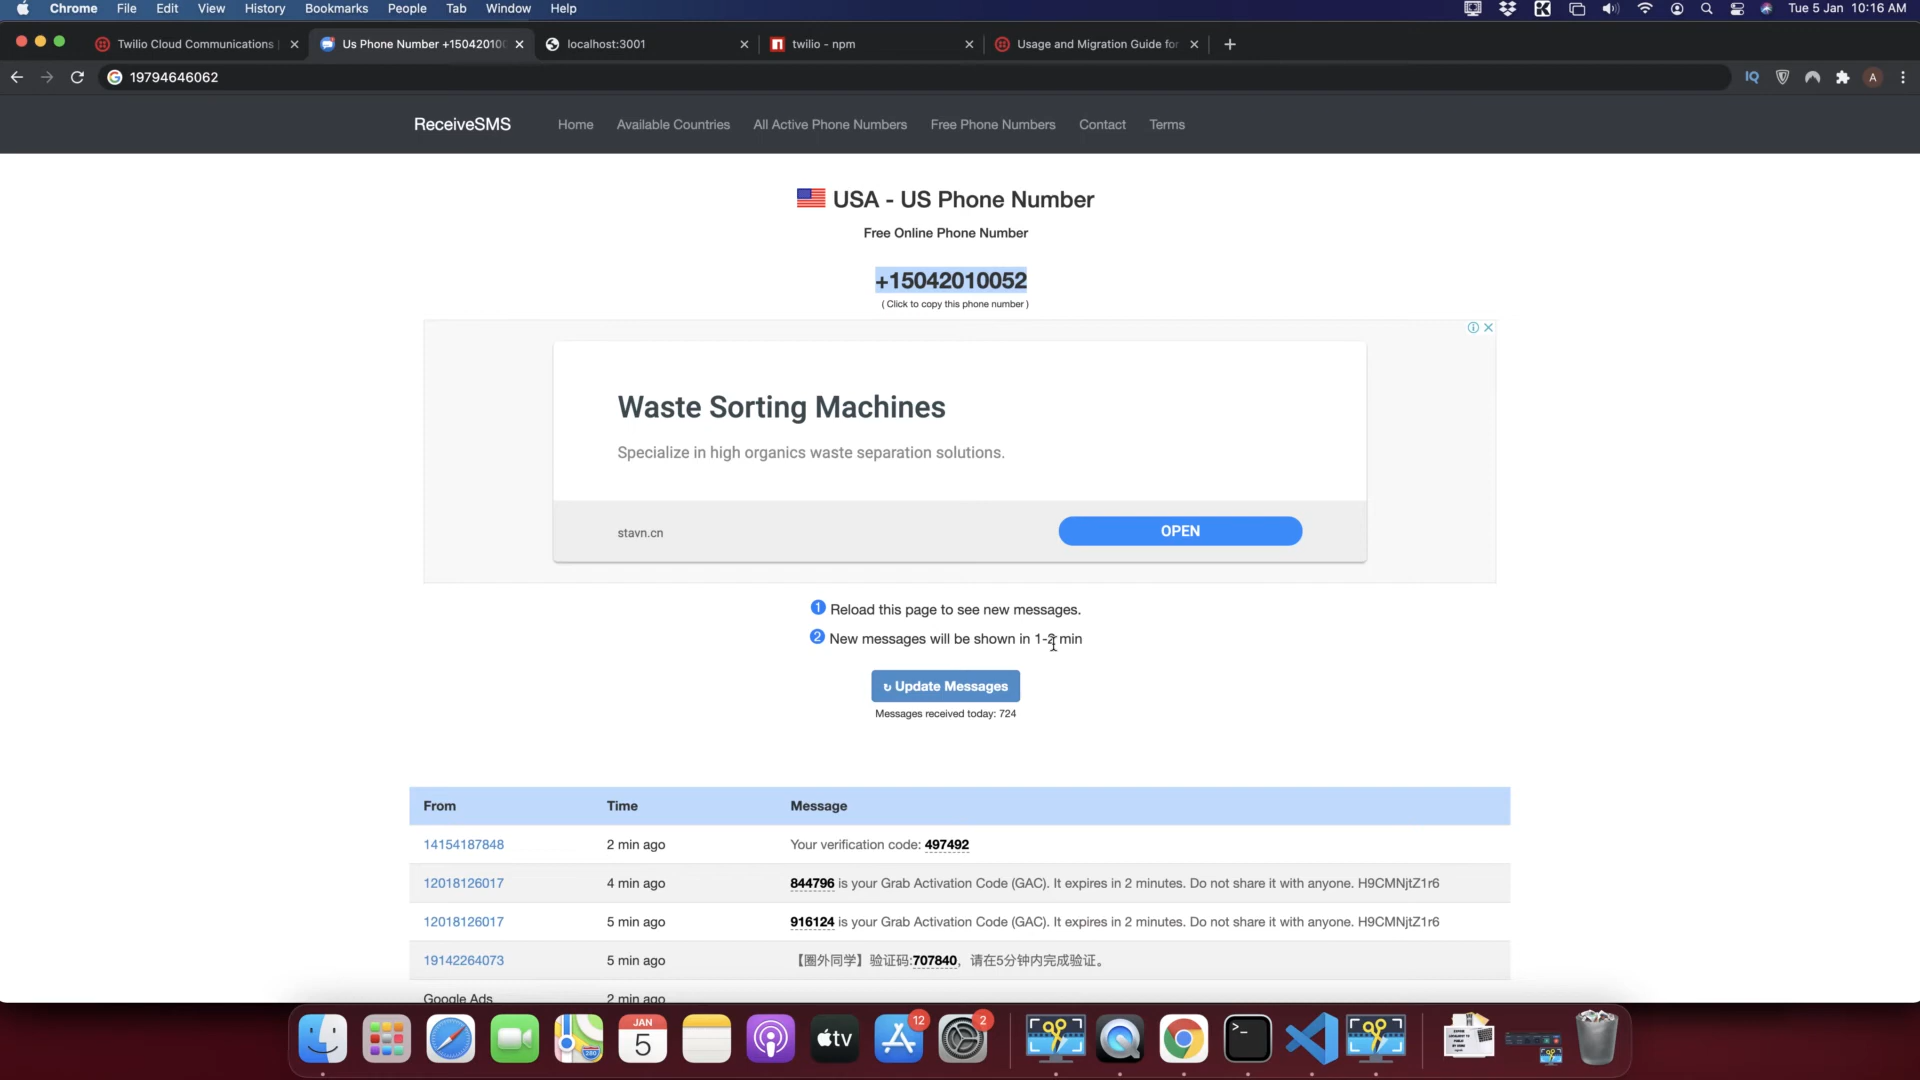 Chrome File Edit View History Bookmarks People Tab Window Help Tue 5 Jan 10:16 AM
Twilio Cloud Communications
Us Phone Number +150420100
localhost:3001
twilio - npm
Usage and Migration Guide for
19794646062
IQ
A
ReceiveSMS Home Available Countries All Active Phone Numbers Free Phone Numbers Contact Terms
USA - US Phone Number
Free Online Phone Number
+15042010052
( Click to copy this phone number )
Waste Sorting Machines
Specialize in high organics waste separation solutions.
stavn.cn OPEN
1 Reload this page to see new messages.
2 New messages will be shown in 1-2 min
↻ Update Messages
Messages received today: 724
From Time Message
14154187848 2 min ago Your verification code: 497492
12018126017 4 min ago 844796 is your Grab Activation Code (GAC). It expires in 2 minutes. Do not share it with anyone. H9CMNjtZ1r6
12018126017 5 min ago 916124 is your Grab Activation Code (GAC). It expires in 2 minutes. Do not share it with anyone. H9CMNjtZ1r6
19142264073 5 min ago 【圈外同学】验证码:707840，请在5分钟内完成验证。
Google Ads 2 min ago
JAN
5
tv
12
2
280
>_